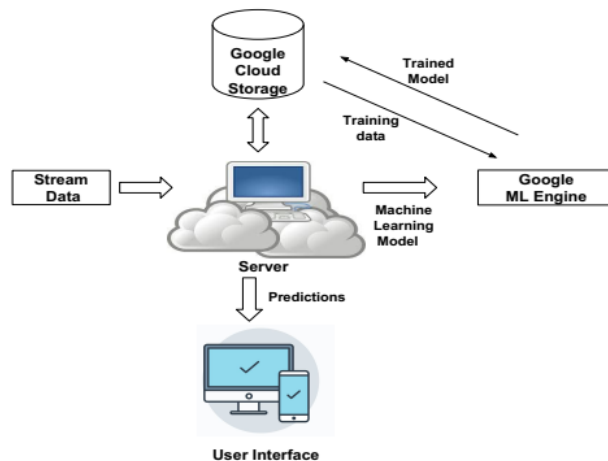 Google
Cloud
Storage
Trained
Model
Training
data
Stream
Data
Google
ML Engine
Machine
Learning
Model
Server
Predictions
User Interface